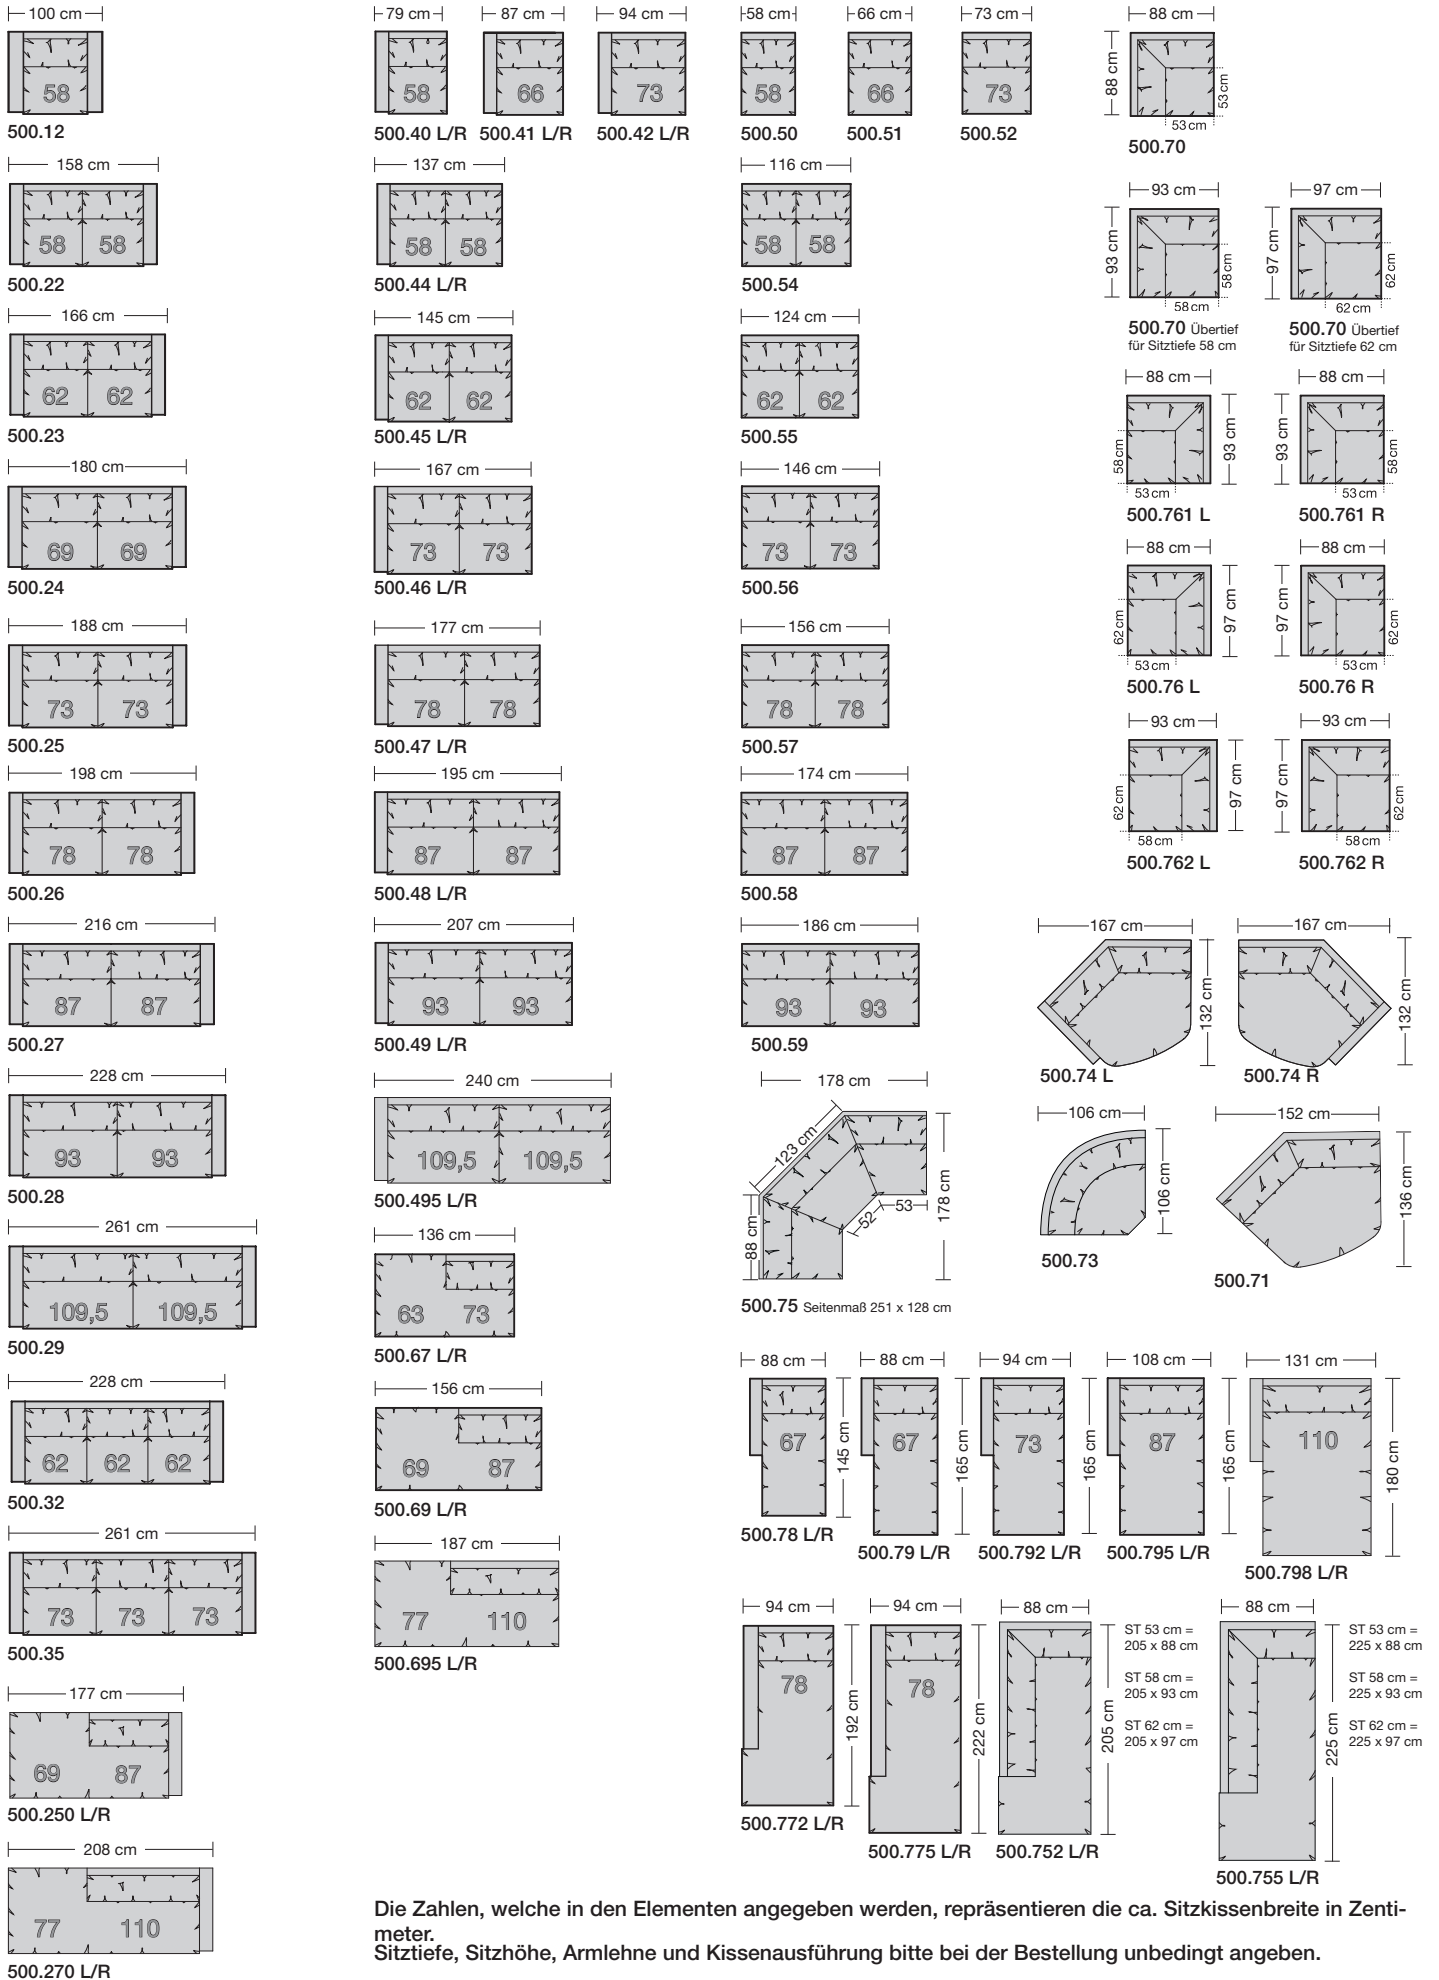 100 cm
58
500.12
158 cm
58 58
500.22
166 cm
62 62
500.23
180 cm
69 69
500.24
188 cm
73 73
500.25
198 cm
78 78
500.26
216 cm
87 87
500.27
228 cm
93 93
500.28
261 cm
109,5 109,5
500.29
228 cm
62 62 62
500.32
261 cm
73 73 73
500.35
177 cm
69 87
500.250 L/R
208 cm
77 110
500.270 L/R
79 cm 87 cm 94 cm
58 66 73
500.40 L/R 500.41 L/R 500.42 L/R
137 cm
58 58
500.44 L/R
145 cm
62 62
500.45 L/R
167 cm
73 73
500.46 L/R
177 cm
78 78
500.47 L/R
195 cm
87 87
500.48 L/R
207 cm
93 93
500.49 L/R
240 cm
109,5 109,5
500.495 L/R
136 cm
63 73
500.67 L/R
156 cm
69 87
500.69 L/R
187 cm
77 110
500.695 L/R
58 cm 66 cm 73 cm
58 66 73
500.50 500.51 500.52
116 cm
58 58
500.54
124 cm
62 62
500.55
146 cm
73 73
500.56
156 cm
78 78
500.57
174 cm
87 87
500.58
186 cm
93 93
500.59
178 cm
123 cm
88 cm
52
53
178 cm
500.75 Seitenmaß 251 x 128 cm
88 cm
88 cm
53 cm
53 cm
500.70
93 cm 97 cm
93 cm 58 cm 97 cm 62 cm
58 cm 62 cm
500.70 Übertief 500.70 Übertief
für Sitztiefe 58 cm für Sitztiefe 62 cm
88 cm 88 cm
58 cm 93 cm 93 cm 58 cm
53 cm 53 cm
500.761 L 500.761 R
88 cm 88 cm
62 cm 97 cm 97 cm 62 cm
53 cm 53 cm
500.76 L 500.76 R
93 cm 93 cm
62 cm 97 cm 97 cm 62 cm
58 cm 58 cm
500.762 L 500.762 R
167 cm 167 cm
132 cm 132 cm
500.74 L 500.74 R
106 cm 152 cm
106 cm 136 cm
500.73 500.71
88 cm 88 cm 94 cm 108 cm 131 cm
67 67 73 87 110
145 cm 165 cm 165 cm 165 cm 180 cm
500.78 L/R 500.79 L/R 500.792 L/R 500.795 L/R 500.798 L/R
94 cm 94 cm 88 cm 88 cm
78 78
192 cm 222 cm 205 cm 225 cm
ST 53 cm = ST 53 cm =
205 x 88 cm 225 x 88 cm
ST 58 cm = ST 58 cm =
205 x 93 cm 225 x 93 cm
ST 62 cm = ST 62 cm =
205 x 97 cm 225 x 97 cm
500.772 L/R 500.775 L/R 500.752 L/R 500.755 L/R
Die Zahlen, welche in den Elementen angegeben werden, repräsentieren die ca. Sitzkissenbreite in Zenti-
meter.
Sitztiefe, Sitzhöhe, Armlehne und Kissenausführung bitte bei der Bestellung unbedingt angeben.